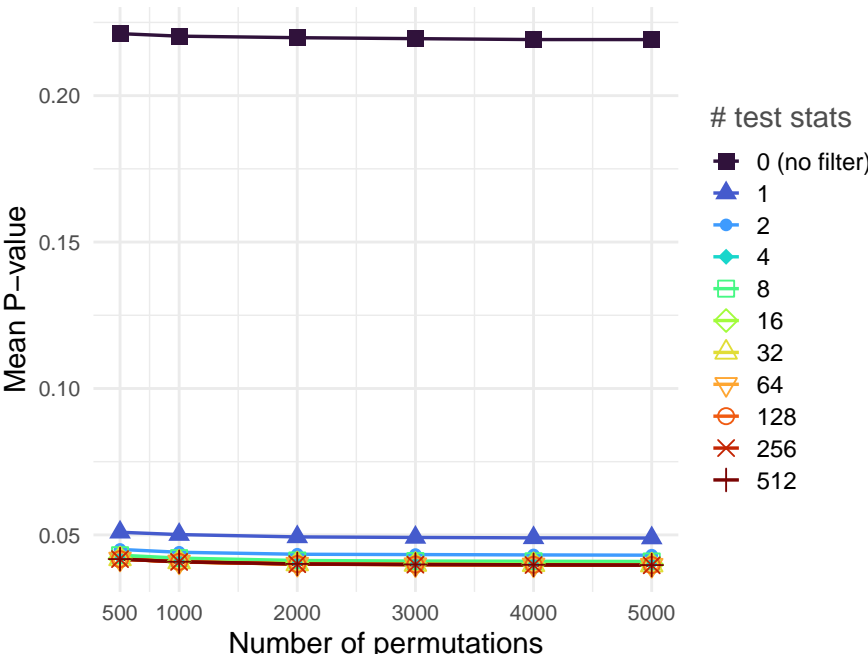 Mean P−value
0.20
0.15
0.10
0.05
500 1000 2000 3000 4000 5000
Number of permutations
# test stats
0 (no filter)
1
2
4
8
16
32
64
128
256
512